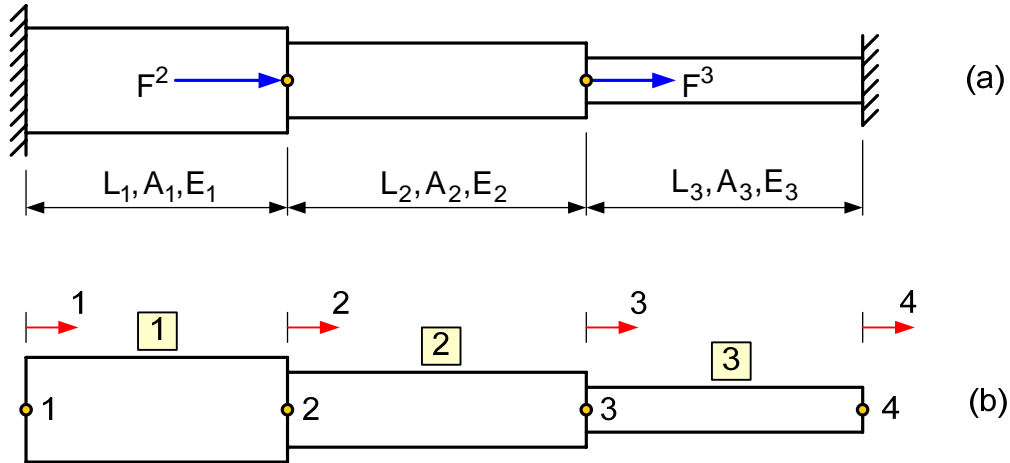 F² F³ (a)
L₁,A₁,E₁ L₂,A₂,E₂ L₃,A₃,E₃
1 2 3 4
1 2 3
1 2 3 4 (b)